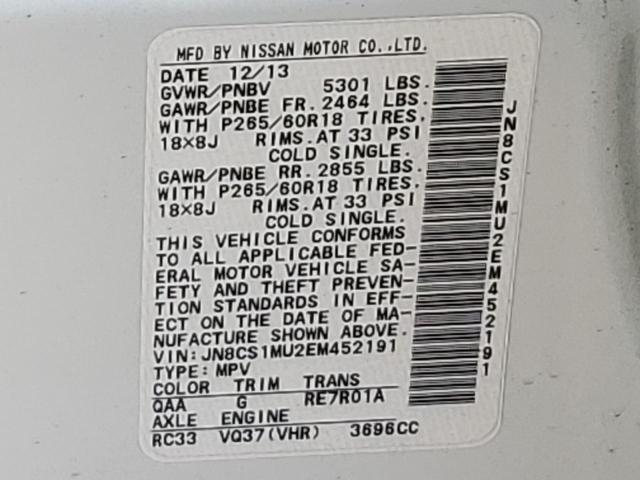 MFD BY NISSAN MOTOR CO.,LTD.
DATE 12/13
GVWR/PNBV 5301 LBS.
GAWR/PNBE FR. 2464 LBS.
WITH P265/60R18 TIRES.
18×8J RIMS. AT 33 PSI
COLD SINGLE.
GAWR/PNBE RR. 2855 LBS.
WITH P265/60R18 TIRES.
18×8J RIMS. AT 33 PSI
COLD SINGLE.
THIS VEHICLE CONFORMS
TO ALL APPLICABLE FED-
ERAL MOTOR VEHICLE SA-
FETY AND THEFT PREVEN-
TION STANDARDS IN EFF-
ECT ON THE DATE OF MA-
NUFACTURE SHOWN ABOVE.
VIN: JN8CS1MU2EM452191
TYPE: MPV
COLOR TRIM TRANS
QAA G RE7R01A
AXLE ENGINE
RC33 VQ37(VHR) 3696CC
JN8CS1MU2EM452191